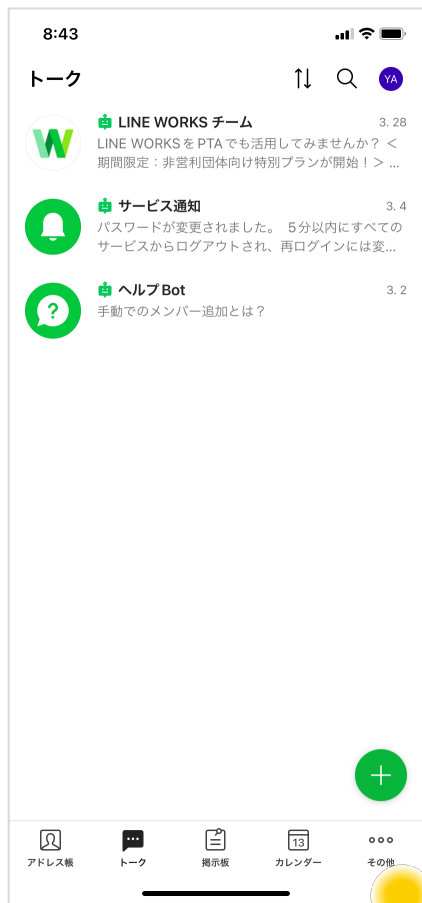 8:43
トーク
YA
LINE WORKS チーム
3. 28
LINE WORKSをPTAでも活用してみませんか？ ＜
期間限定：非営利団体向け特別プランが開始！＞ ...
サービス通知
3. 4
パスワードが変更されました。 5分以内にすべての
サービスからログアウトされ、再ログインには変...
ヘルプBot
3. 2
手動でのメンバー追加とは？
13
アドレス帳
トーク
掲示板
カレンダー
その他